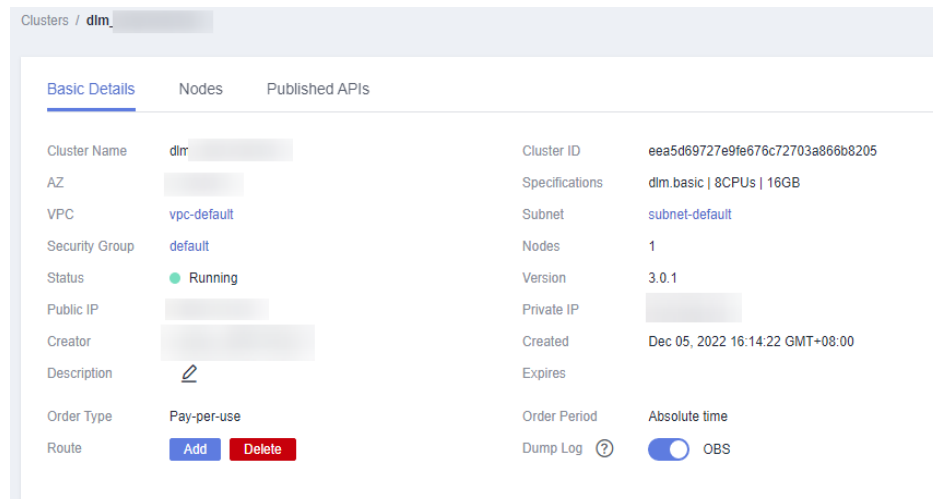 Clusters / dlm_
Basic Details Nodes Published APIs
Cluster Name dlm Cluster ID eea5d69727e9fe676c72703a866b8205
AZ Specifications dlm.basic | 8CPUs | 16GB
VPC vpc-default Subnet subnet-default
Security Group default Nodes 1
Status Running Version 3.0.1
Public IP Private IP
Creator Created Dec 05, 2022 16:14:22 GMT+08:00
Description Expires
Order Type Pay-per-use Order Period Absolute time
Route Add Delete Dump Log ? OBS